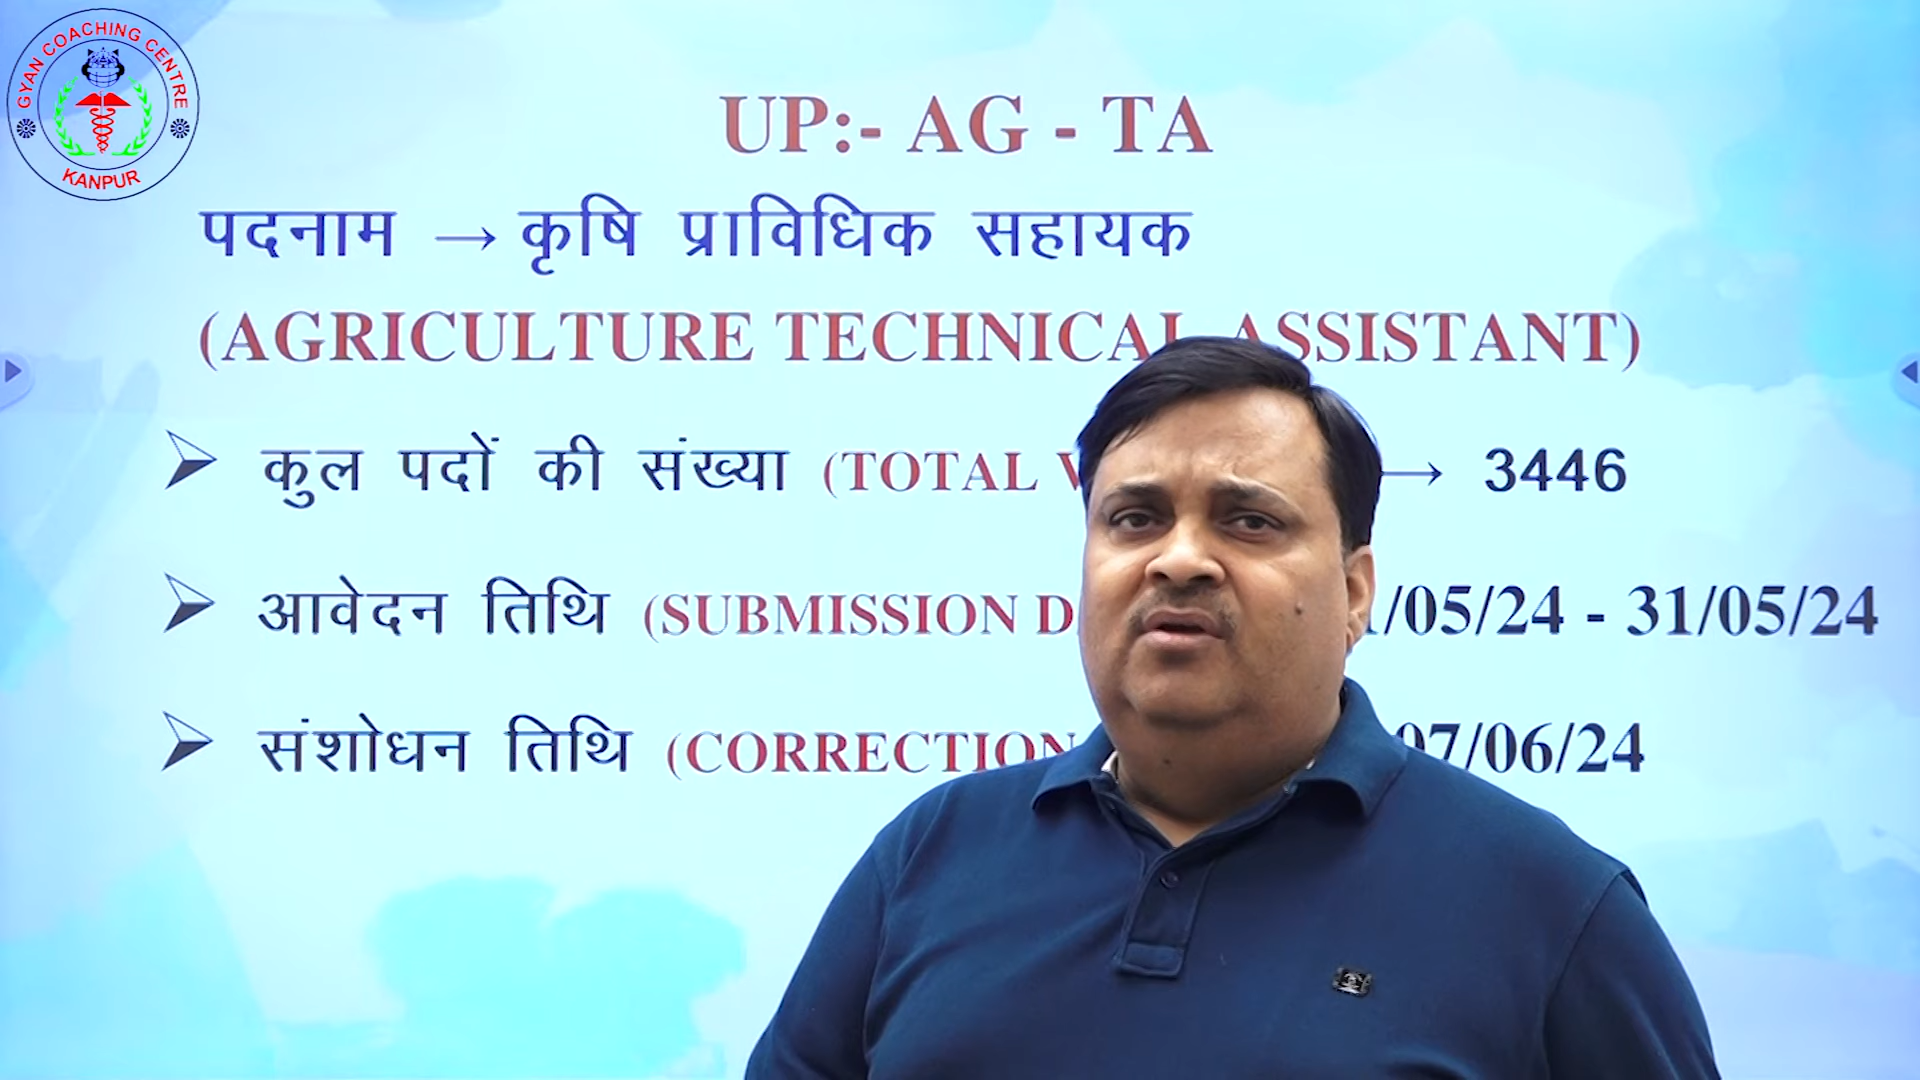 GYAN COACHING CENTRE
KANPUR
UP:- AG - TA
पदनाम → कृषि प्राविधिक सहायक
(AGRICULTURE TECHNICAL ASSISTANT)
कुल पदों की संख्या (TOTAL → 3446
आवेदन तिथि (SUBMISSION /05/24 - 31/05/24
संशोधन तिथि (CORRECTION 07/06/24